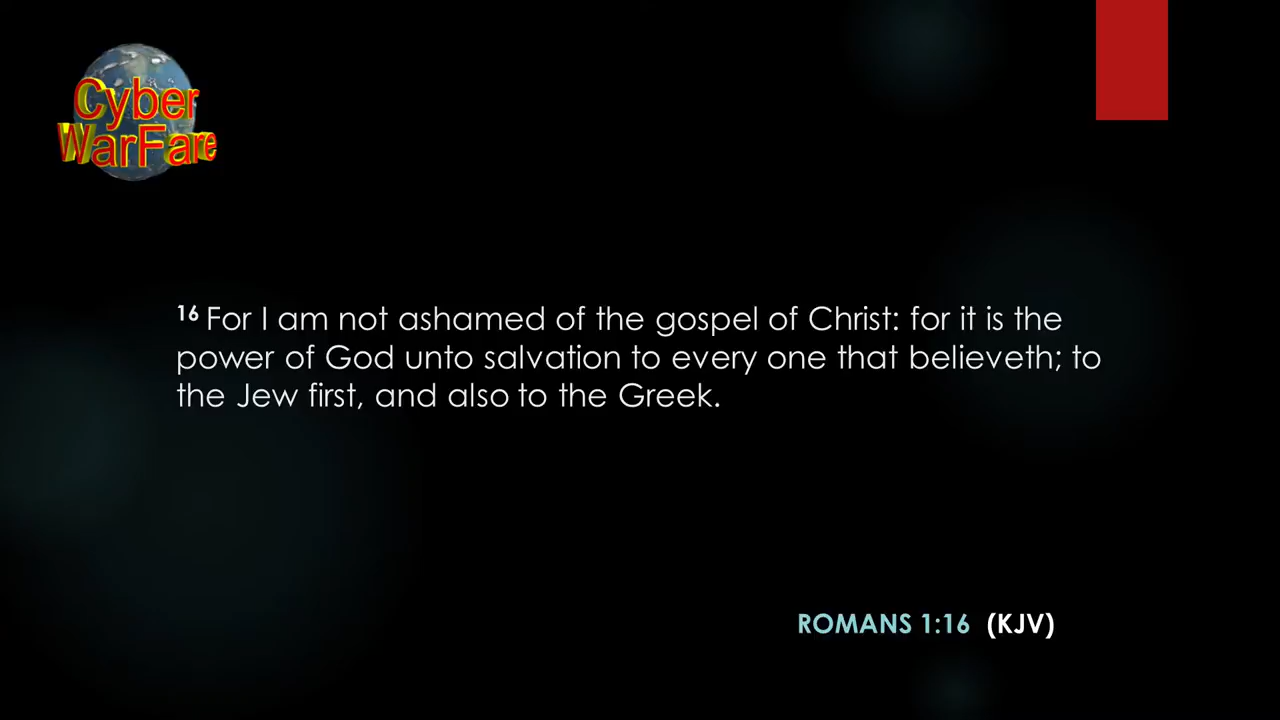 Cyber
WarFare
16 For I am not ashamed of the gospel of Christ: for it is the
power of God unto salvation to every one that believeth; to
the Jew first, and also to the Greek.
ROMANS 1:16 (KJV)